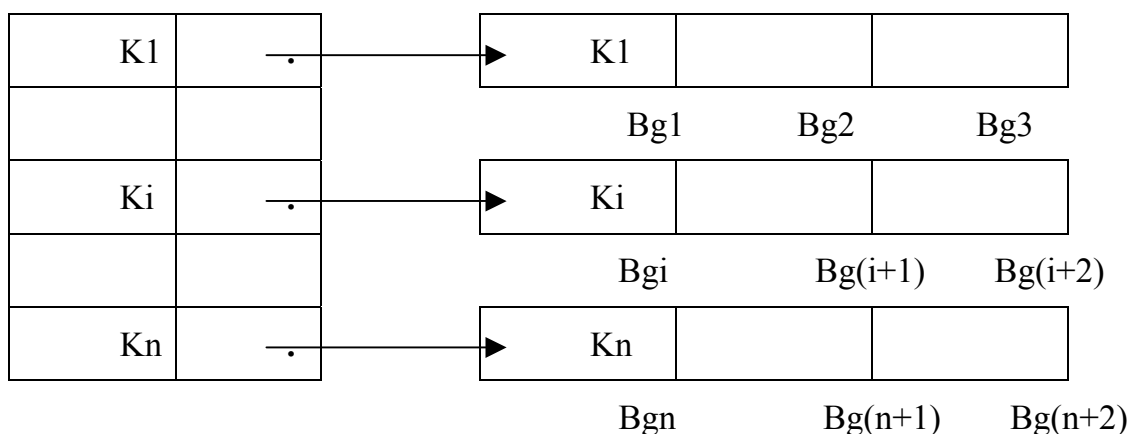 K1 . K1
Bg1 Bg2 Bg3
Ki . Ki
Bgi Bg(i+1) Bg(i+2)
Kn . Kn
Bgn Bg(n+1) Bg(n+2)